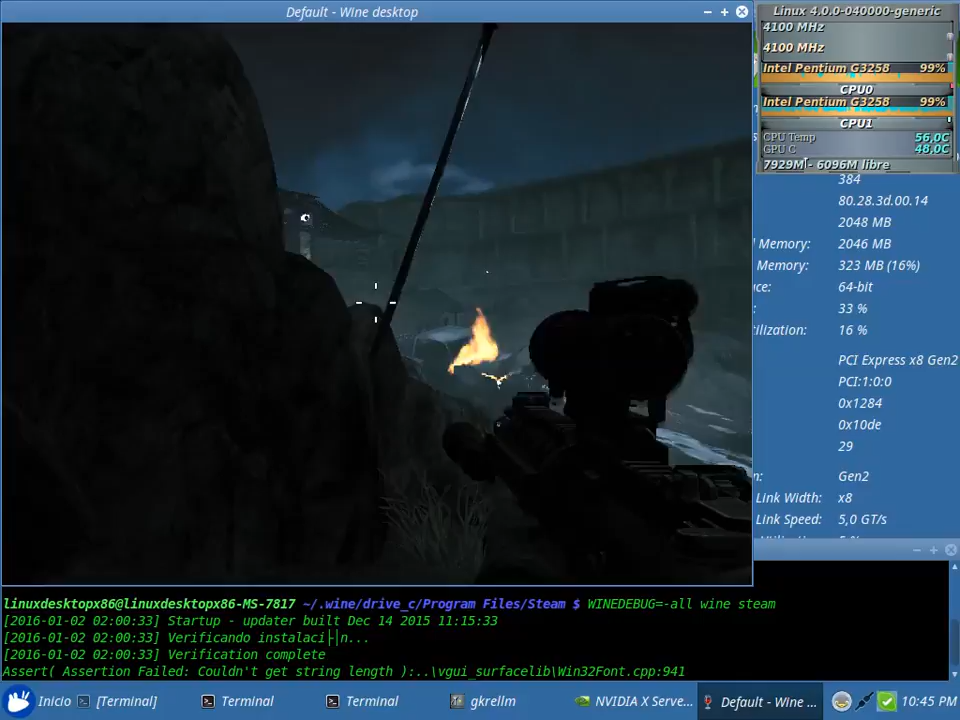 Default - Wine desktop
Linux 4.0.0-040000-generic
4100 MHz
4100 MHz
Intel Pentium G3258 99%
CPU0
Intel Pentium G3258 99%
CPU1
CPU Temp 56.0C
GPU C 48.0C
7929M - 6096M libre
384
80.28.3d.00.14
2048 MB
Memory: 2046 MB
Memory: 323 MB (16%)
ce: 64-bit
: 33 %
ilization: 16 %
PCI Express x8 Gen2
PCI:1:0:0
0x1284
0x10de
29
n: Gen2
Link Width: x8
Link Speed: 5,0 GT/s
linuxdesktopx86@linuxdesktopx86-MS-7817 ~/.wine/drive_c/Program Files/Steam $ WINEDEBUG=-all wine steam
[2016-01-02 02:00:33] Startup - updater built Dec 14 2015 11:15:33
[2016-01-02 02:00:33] Verificando instalaci├│n...
[2016-01-02 02:00:33] Verification complete
Assert( Assertion Failed: Couldn't get string length ):..\vgui_surfacelib\Win32Font.cpp:941
Inicio [Terminal] Terminal Terminal gkrellm NVIDIA X Serve... Default - Wine ... 10:45 PM